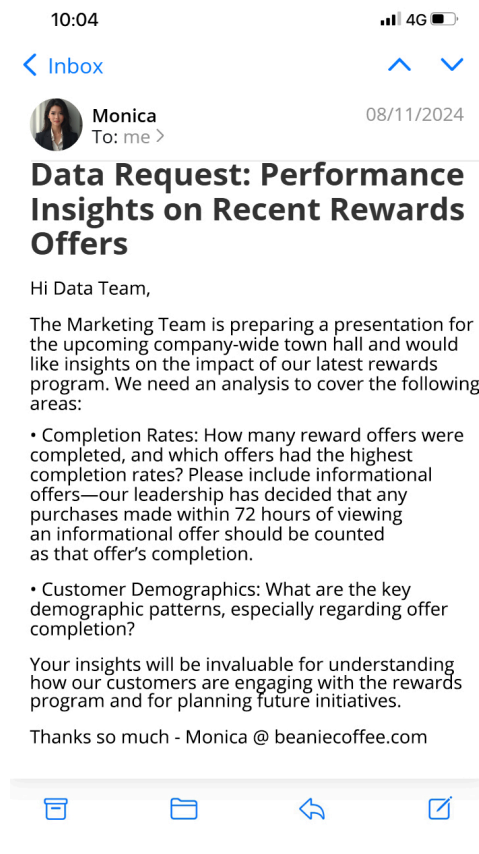 10:04
4G
Inbox
Monica
08/11/2024
To: me
Data Request: Performance
Insights on Recent Rewards
Offers
Hi Data Team,
The Marketing Team is preparing a presentation for
the upcoming company-wide town hall and would
like insights on the impact of our latest rewards
program. We need an analysis to cover the following
areas:
• Completion Rates: How many reward offers were
completed, and which offers had the highest
completion rates? Please include informational
offers—our leadership has decided that any
purchases made within 72 hours of viewing
an informational offer should be counted
as that offer’s completion.
• Customer Demographics: What are the key
demographic patterns, especially regarding offer
completion?
Your insights will be invaluable for understanding
how our customers are engaging with the rewards
program and for planning future initiatives.
Thanks so much - Monica @ beaniecoffee.com